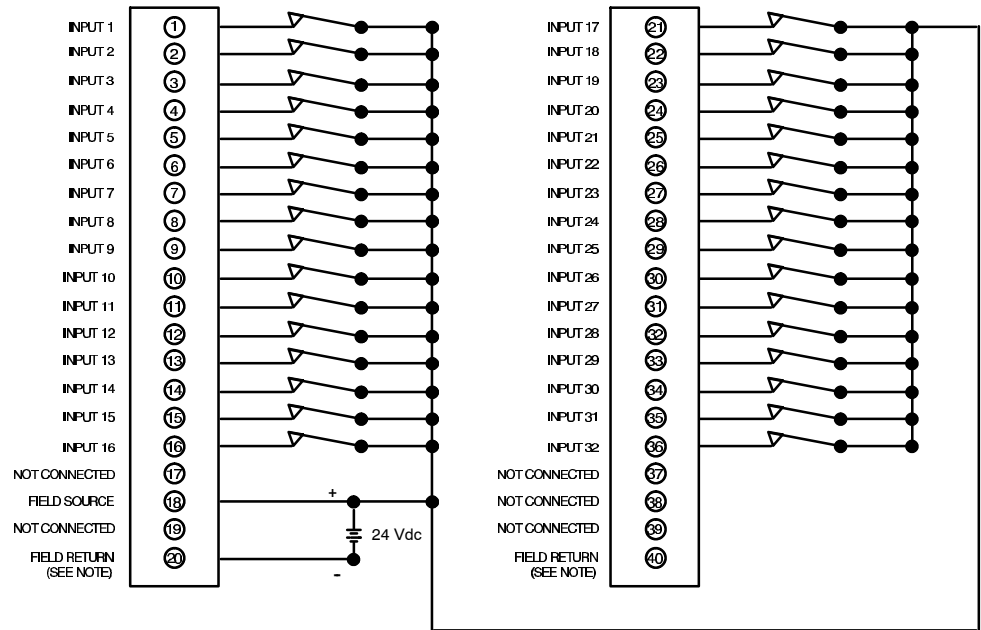 INPUT 1 1
INPUT 2 2
INPUT 3 3
INPUT 4 4
INPUT 5 5
INPUT 6 6
INPUT 7 7
INPUT 8 8
INPUT 9 9
INPUT 10 10
INPUT 11 11
INPUT 12 12
INPUT 13 13
INPUT 14 14
INPUT 15 15
INPUT 16 16
NOT CONNECTED 17
FIELD SOURCE 18 +
NOT CONNECTED 19 24 Vdc
FIELD RETURN 20
(SEE NOTE) -
INPUT 17 21
INPUT 18 22
INPUT 19 23
INPUT 20 24
INPUT 21 25
INPUT 22 26
INPUT 23 27
INPUT 24 28
INPUT 25 29
INPUT 26 30
INPUT 27 31
INPUT 28 32
INPUT 29 33
INPUT 30 34
INPUT 31 35
INPUT 32 36
NOT CONNECTED 37
NOT CONNECTED 38
NOT CONNECTED 39
FIELD RETURN 40
(SEE NOTE)